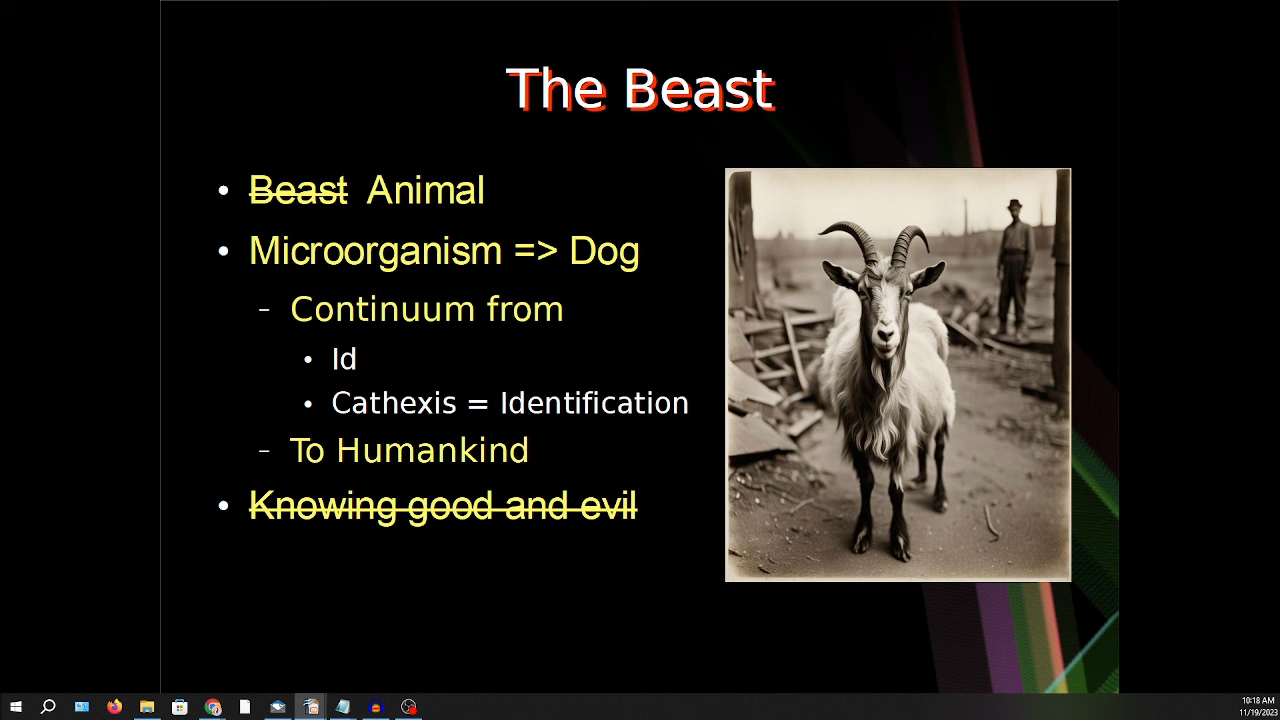 The Beast
• Beast Animal
• Microorganism => Dog
– Continuum from
• Id
• Cathexis = Identification
– To Humankind
• Knowing good and evil
10:18 AM
11/19/2023